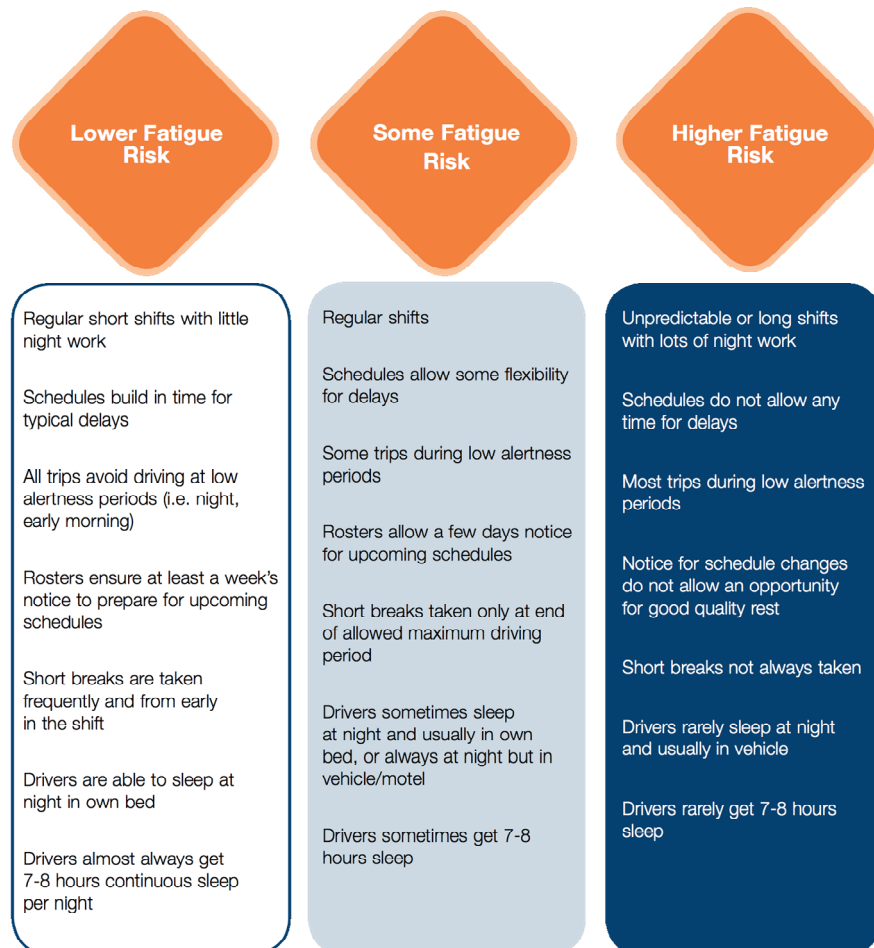 Lower Fatigue
Risk
Some Fatigue
Risk
Higher Fatigue
Risk
Regular short shifts with little
night work
Schedules build in time for
typical delays
All trips avoid driving at low
alertness periods (i.e. night,
early morning)
Rosters ensure at least a week's
notice to prepare for upcoming
schedules
Short breaks are taken
frequently and from early
in the shift
Drivers are able to sleep at
night in own bed
Drivers almost always get
7-8 hours continuous sleep
per night
Regular shifts
Schedules allow some flexibility
for delays
Some trips during low alertness
periods
Rosters allow a few days notice
for upcoming schedules
Short breaks taken only at end
of allowed maximum driving
period
Drivers sometimes sleep
at night and usually in own
bed, or always at night but in
vehicle/motel
Drivers sometimes get 7-8
hours sleep
Unpredictable or long shifts
with lots of night work
Schedules do not allow any
time for delays
Most trips during low alertness
periods
Notice for schedule changes
do not allow an opportunity
for good quality rest
Short breaks not always taken
Drivers rarely sleep at night
and usually in vehicle
Drivers rarely get 7-8 hours
sleep